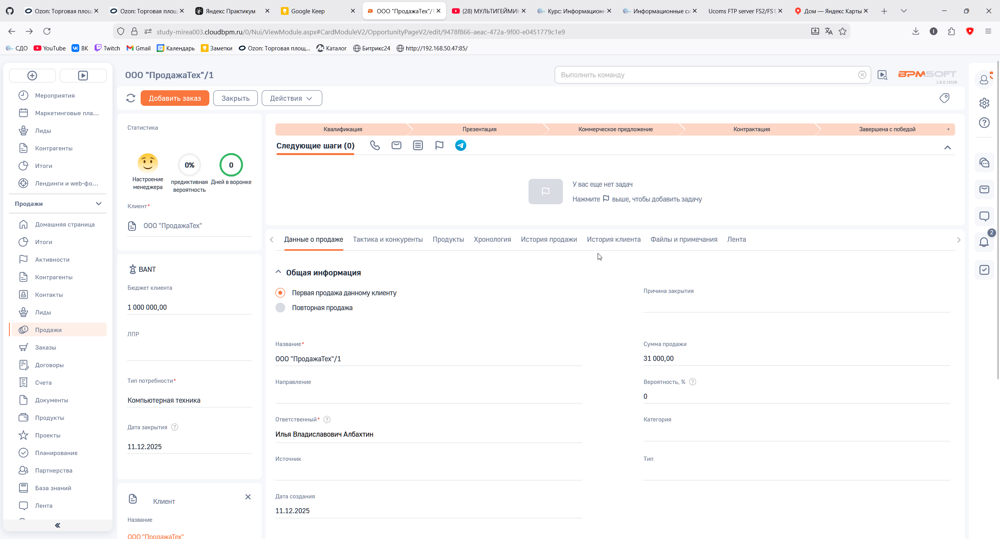 Ozon: Торговая площ
Ozon: Торговая площ
Яндекс Практикум
Google Keep
ООО "ПродажаТех"/1
(28) МУЛЬТИГЕЙМИН
Курс: Информационн
Информационные си
Ucoms FTP server FS2/FS1
Дом — Яндекс Карты
study-mirea003.cloudbpm.ru/0/Nui/ViewModule.aspx#CardModuleV2/OpportunityPageV2/edit/9478f866-aeac-472a-9f00-e0451779c1e9
СДО
YouTube
ВК
Twitch
Gmail
31
Календарь
Заметки
Ozon: Торговая площ...
Каталог
Битрикс24
http://192.168.50.47:85/
ООО "ПродажаТех"/1
Выполнить команду
BPMSOFT
1.8.0.19108
Добавить заказ
Закрыть
Действия
Мероприятия
Маркетинговые пла...
Лиды
Контрагенты
Итоги
Лендинги и web-фо...
Продажи
Домашняя страница
Итоги
Активности
Контрагенты
Контакты
Лиды
Продажи
Заказы
Договоры
Счета
Документы
Продукты
Проекты
Планирование
Партнерства
База знаний
Лента
Статистика
0%
0
Настроение менеджера
предиктивная вероятность
Дней в воронке
Клиент*
ООО "ПродажаТех"
BANT
Бюджет клиента
1 000 000,00
ЛПР
Тип потребности*
Компьютерная техника
Дата закрытия
11.12.2025
Клиент
Название
ООО "ПродажаТех"
Квалификация
Презентация
Коммерческое предложение
Контрактация
Завершена с победой
Следующие шаги (0)
У вас еще нет задач
Нажмите выше, чтобы добавить задачу
Данные о продаже
Тактика и конкуренты
Продукты
Хронология
История продажи
История клиента
Файлы и примечания
Лента
Общая информация
Первая продажа данному клиенту
Повторная продажа
Причина закрытия
Название*
ООО "ПродажаТех"/1
Сумма продажи
31 000,00
Направление
Вероятность, %
0
Ответственный*
Илья Владиславович Албахтин
Категория
Источник
Тип
Дата создания
11.12.2025
2